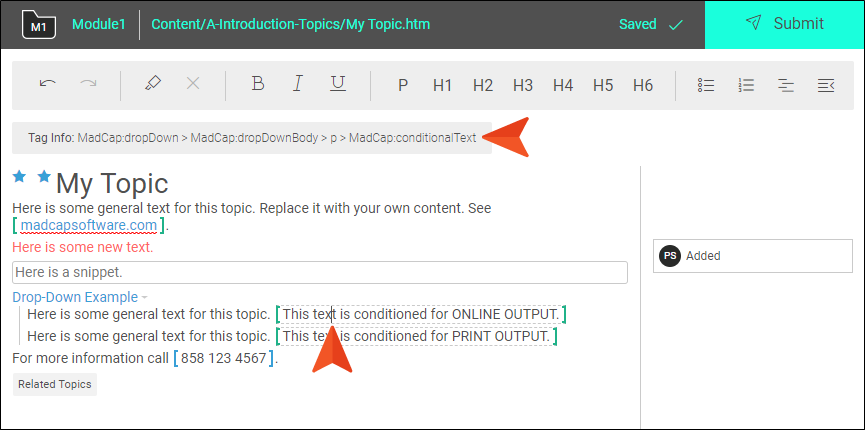 M1 Module1 Content/A-Introduction-Topics/My Topic.htm Saved Submit
B I U P H1 H2 H3 H4 H5 H6
Tag Info: MadCap:dropDown > MadCap:dropDownBody > p > MadCap:conditionalText
My Topic
Here is some general text for this topic. Replace it with your own content. See
[madcapsoftware.com].
Here is some new text.
PS Added
Here is a snippet.
Drop-Down Example
Here is some general text for this topic. [This text is conditioned for ONLINE OUTPUT.]
Here is some general text for this topic. [This text is conditioned for PRINT OUTPUT.]
For more information call [858 123 4567].
Related Topics